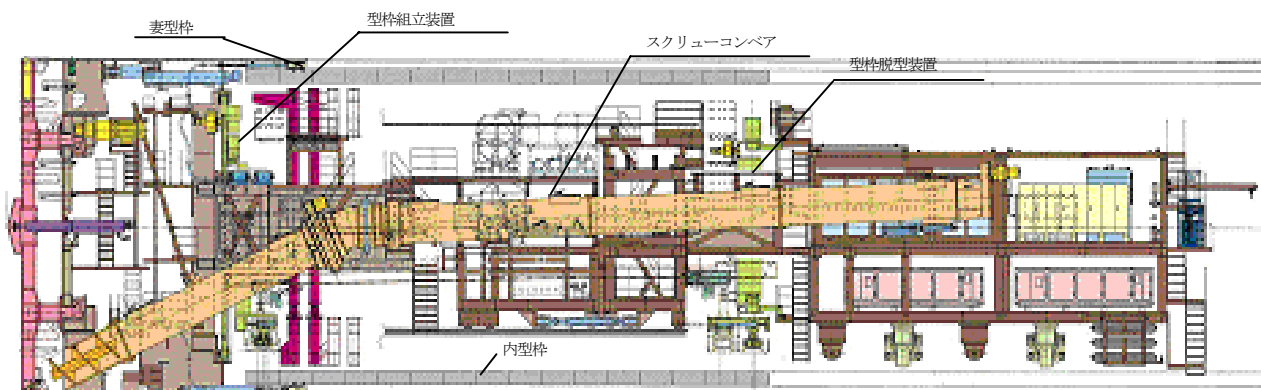 妻型枠
型枠組立装置
スクリューコンベア
型枠脱型装置
内型枠